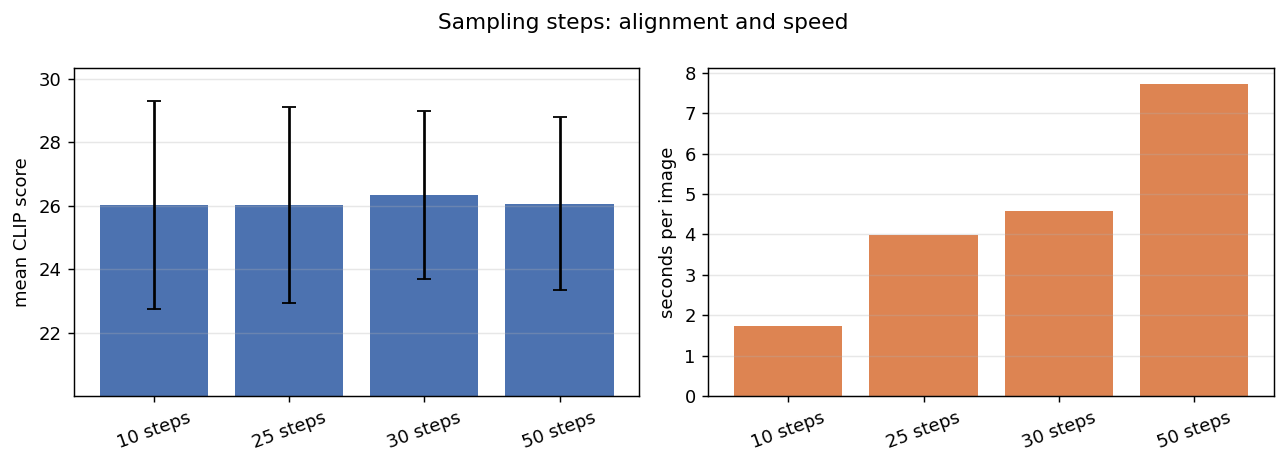 Sampling steps: alignment and speed
mean CLIP score
30
28
26
24
22
10 steps
25 steps
30 steps
50 steps
seconds per image
8
7
6
5
4
3
2
1
0
10 steps
25 steps
30 steps
50 steps